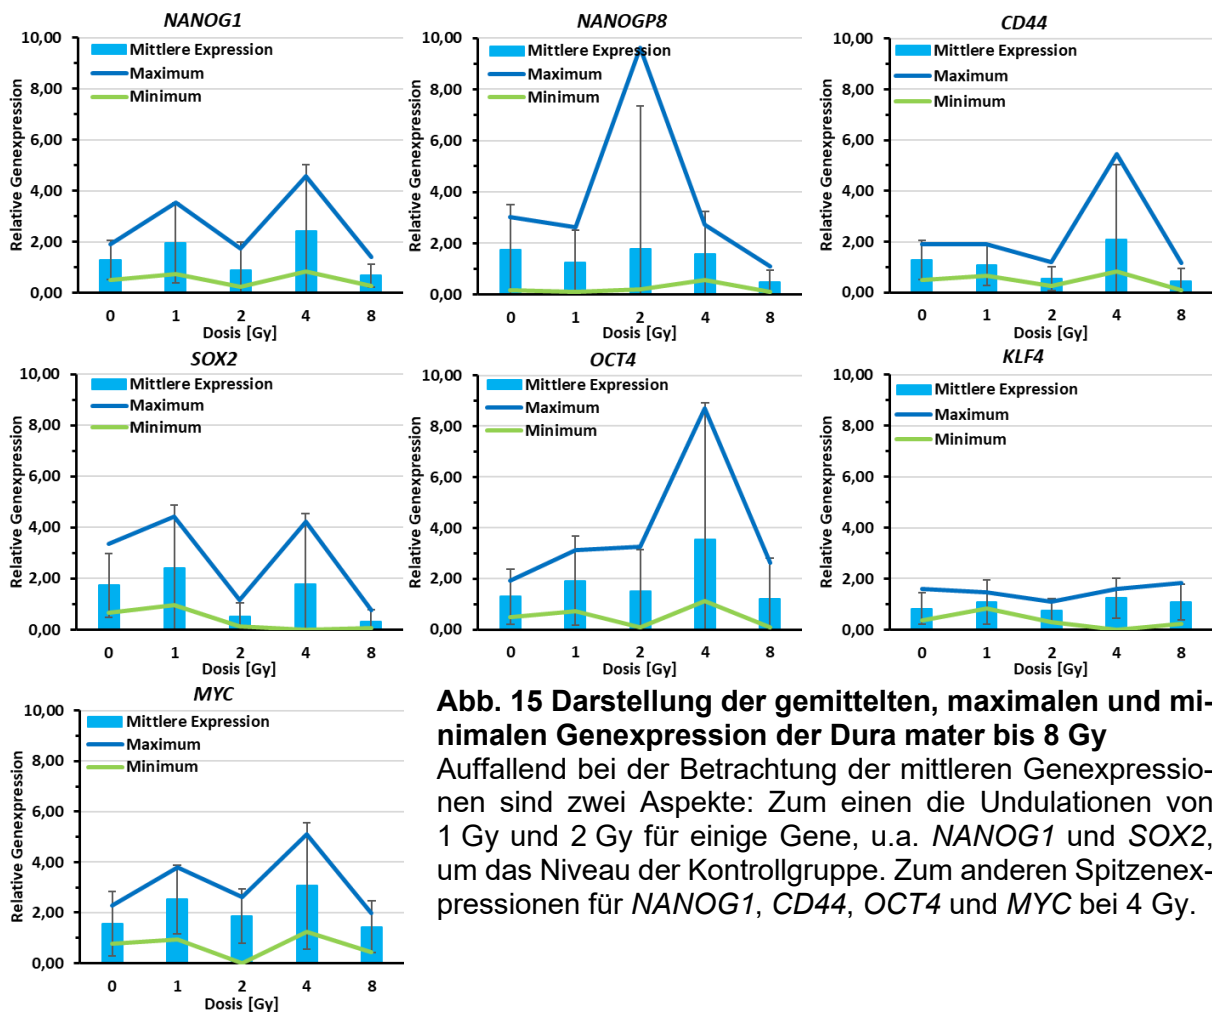 NANOG1
10,00
8,00
6,00
4,00
2,00
0,00
Relative Genexpression
Mittlere Expression
Maximum
Minimum
0 1 2 4 8
Dosis [Gy]
NANOGP8
10,00
8,00
6,00
4,00
2,00
0,00
Relative Genexpression
Mittlere Expression
Maximum
Minimum
0 1 2 4 8
Dosis [Gy]
CD44
10,00
8,00
6,00
4,00
2,00
0,00
Relative Genexpression
Mittlere Expression
Maximum
Minimum
0 1 2 4 8
Dosis [Gy]
SOX2
10,00
8,00
6,00
4,00
2,00
0,00
Relative Genexpression
Mittlere Expression
Maximum
Minimum
0 1 2 4 8
Dosis [Gy]
OCT4
10,00
8,00
6,00
4,00
2,00
0,00
Relative Genexpression
Mittlere Expression
Maximum
Minimum
0 1 2 4 8
Dosis [Gy]
KLF4
10,00
8,00
6,00
4,00
2,00
0,00
Relative Genexpression
Mittlere Expression
Maximum
Minimum
0 1 2 4 8
Dosis [Gy]
MYC
10,00
8,00
6,00
4,00
2,00
0,00
Relative Genexpression
Mittlere Expression
Maximum
Minimum
0 1 2 4 8
Dosis [Gy]
Abb. 15 Darstellung der gemittelten, maximalen und mi-
nimalen Genexpression der Dura mater bis 8 Gy
Auffallend bei der Betrachtung der mittleren Genexpressio-
nen sind zwei Aspekte: Zum einen die Undulationen von
1 Gy und 2 Gy für einige Gene, u.a. NANOG1 und SOX2,
um das Niveau der Kontrollgruppe. Zum anderen Spitzenex-
pressionen für NANOG1, CD44, OCT4 und MYC bei 4 Gy.